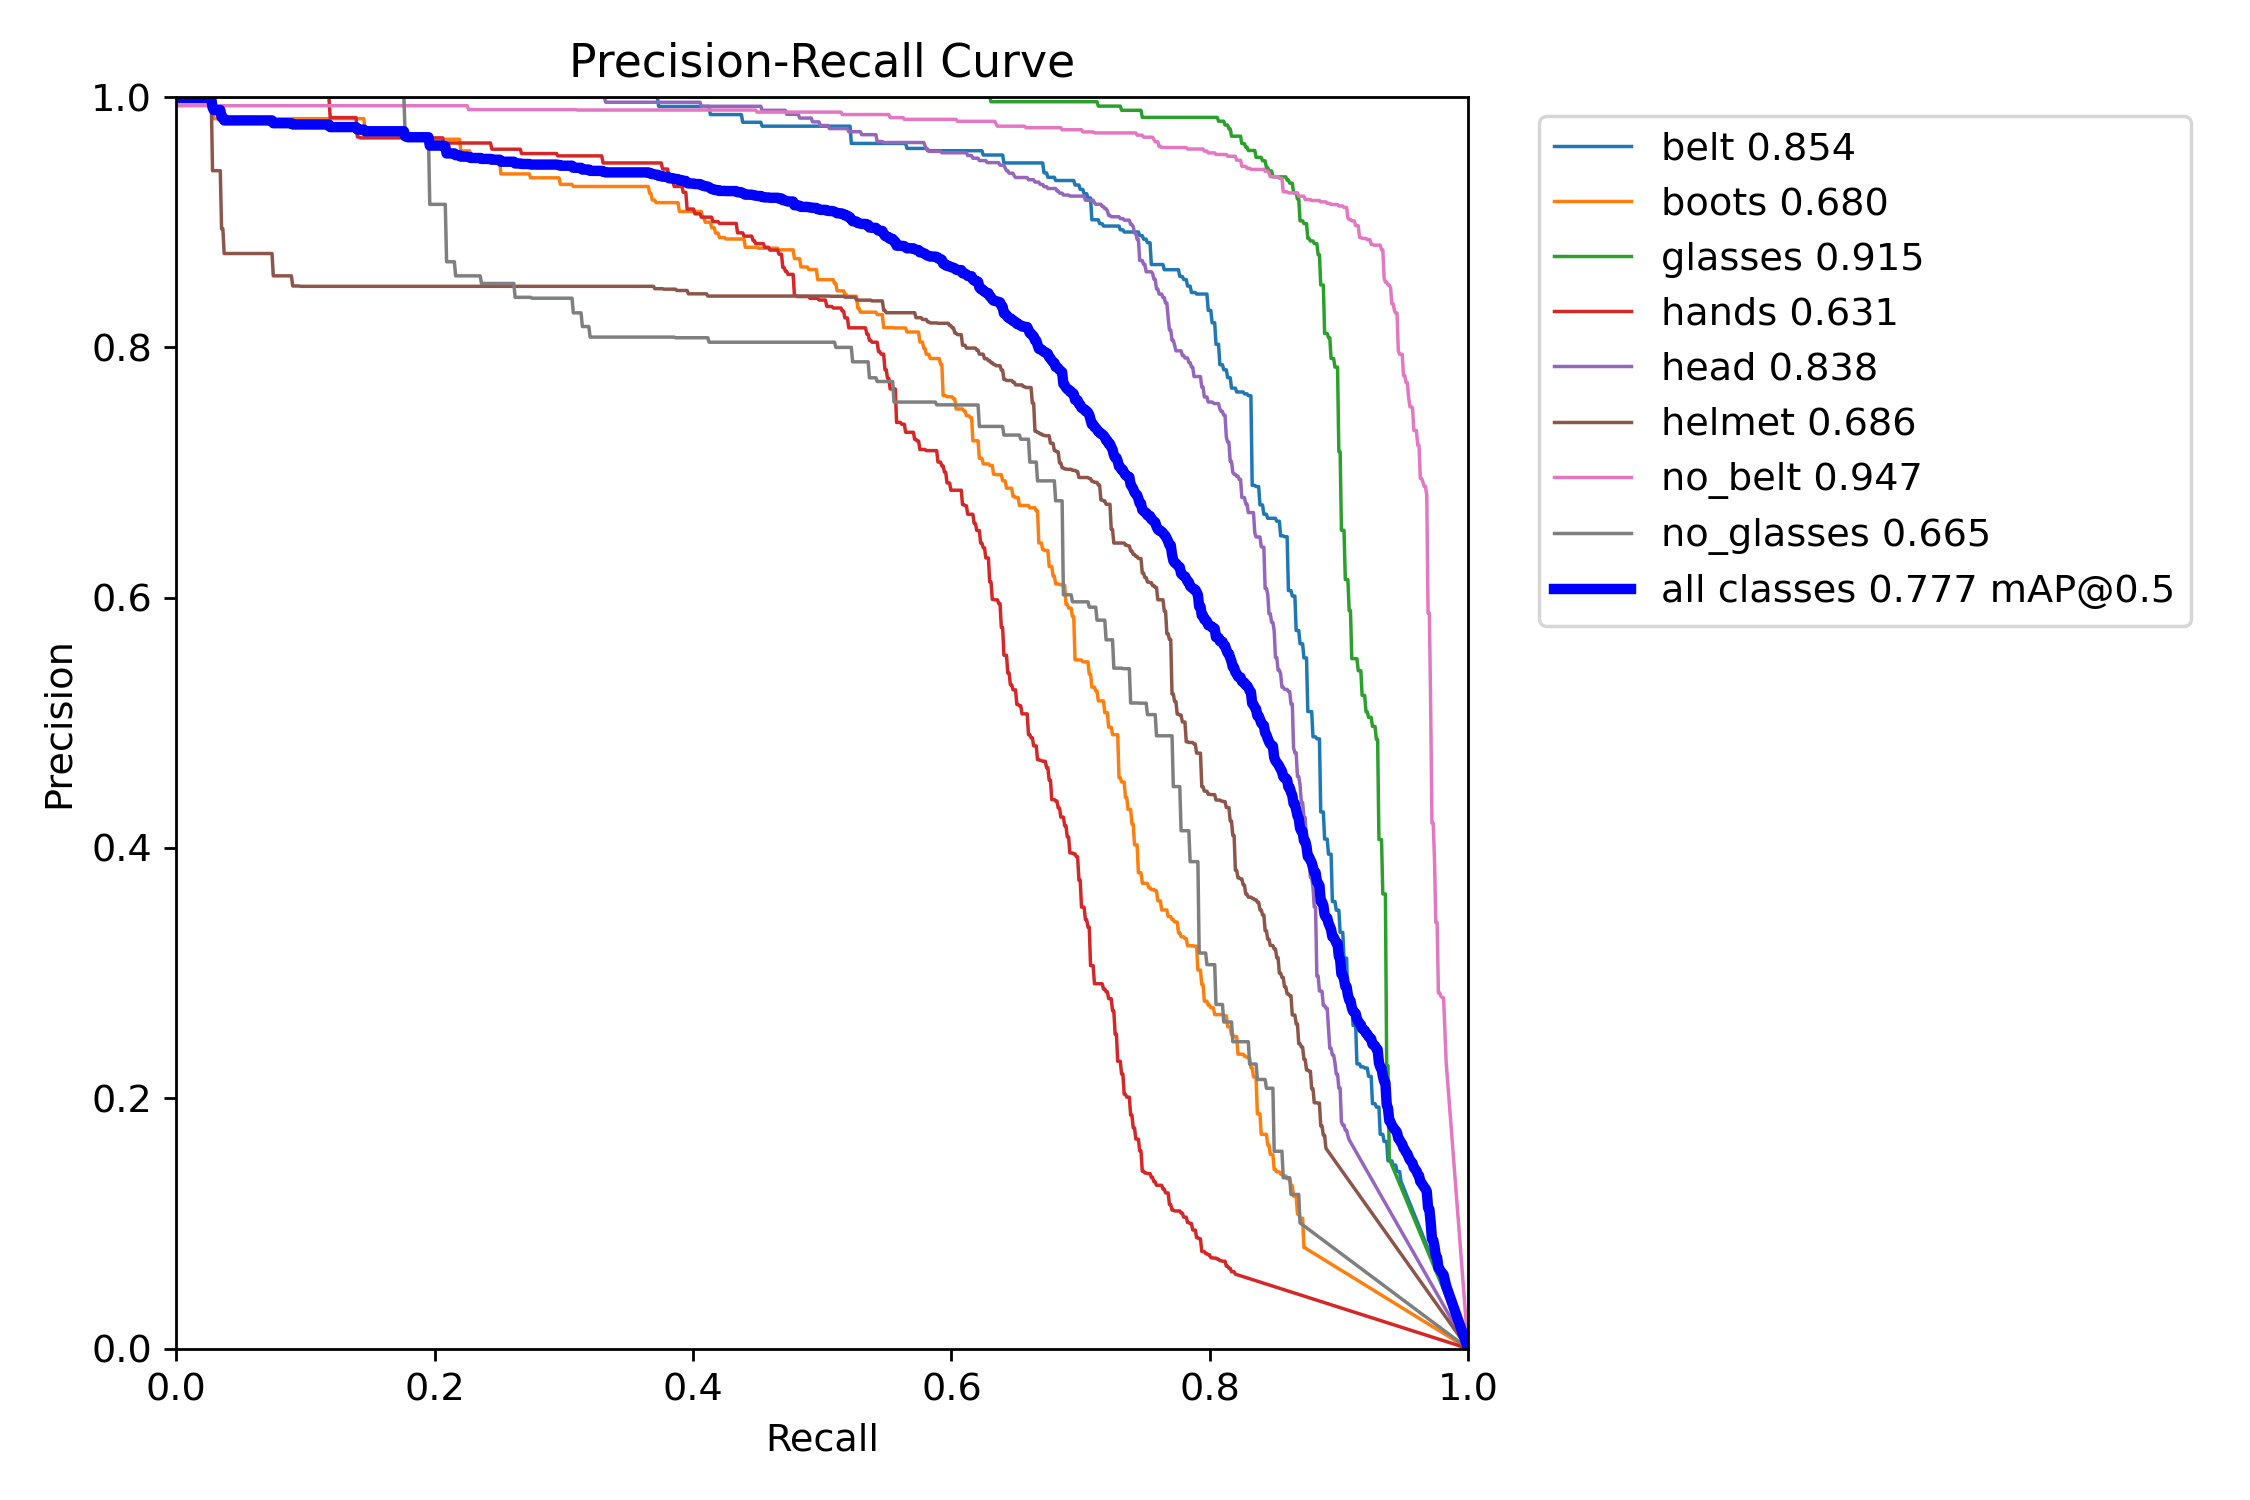 Precision-Recall Curve
1.0
0.8
0.6
0.4
0.2
0.0
Precision
0.0 0.2 0.4 0.6 0.8 1.0
Recall
belt 0.854
boots 0.680
glasses 0.915
hands 0.631
head 0.838
helmet 0.686
no_belt 0.947
no_glasses 0.665
all classes 0.777 mAP@0.5